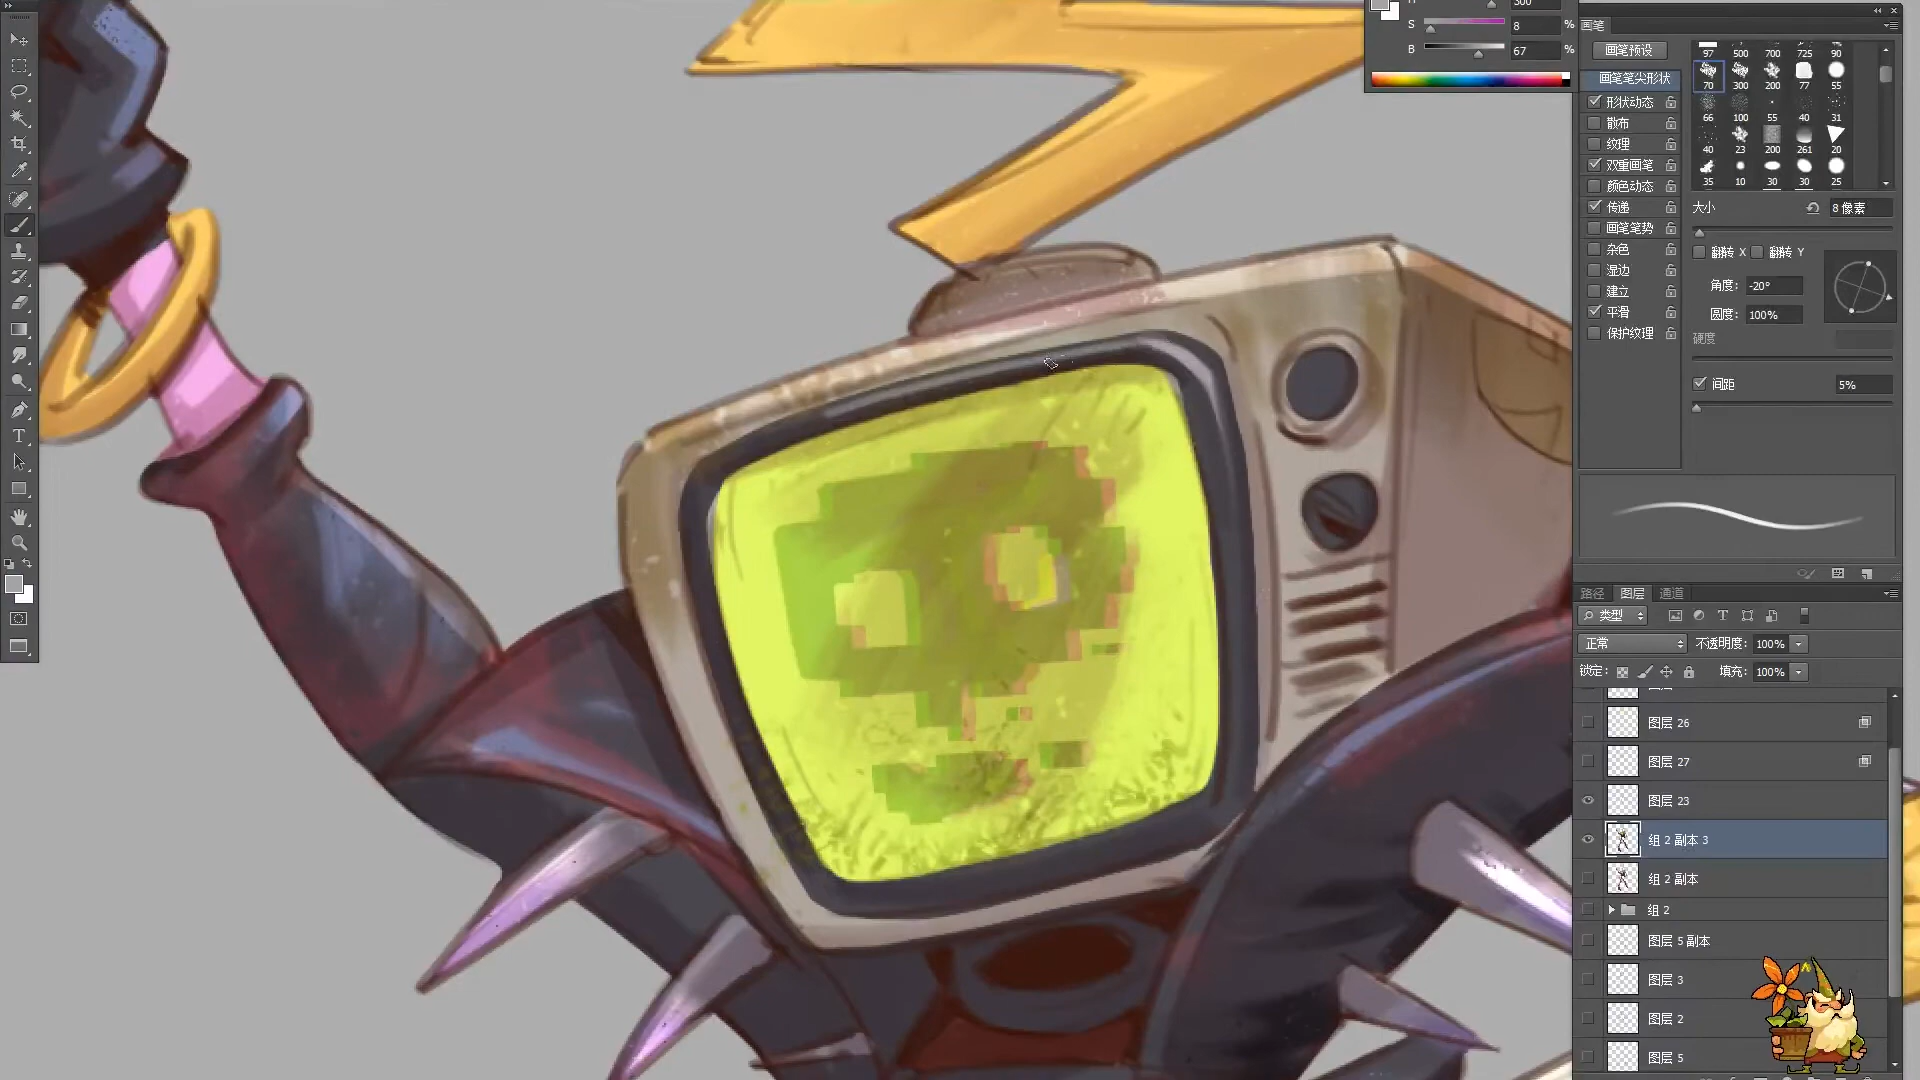 300
S 8 %
B 67 %
画笔
画笔预设
97 500 700 725 90
70 300 200 77 55
66 100 55 40 31
40 23 200 261 20
35 10 30 30 25
画笔笔尖形状
形状动态
散布
纹理
双重画笔
颜色动态
传递
画笔笔势
杂色
湿边
建立
平滑
保护纹理
大小 8 像素
翻转 X 翻转 Y
角度: -20°
圆度: 100%
硬度
间距 5%
路径 图层 通道
类型
正常 不透明度: 100%
锁定: 填充: 100%
图层 26
图层 27
图层 23
组 2 副本 3
组 2 副本
组 2
图层 5 副本
图层 3
图层 2
图层 5